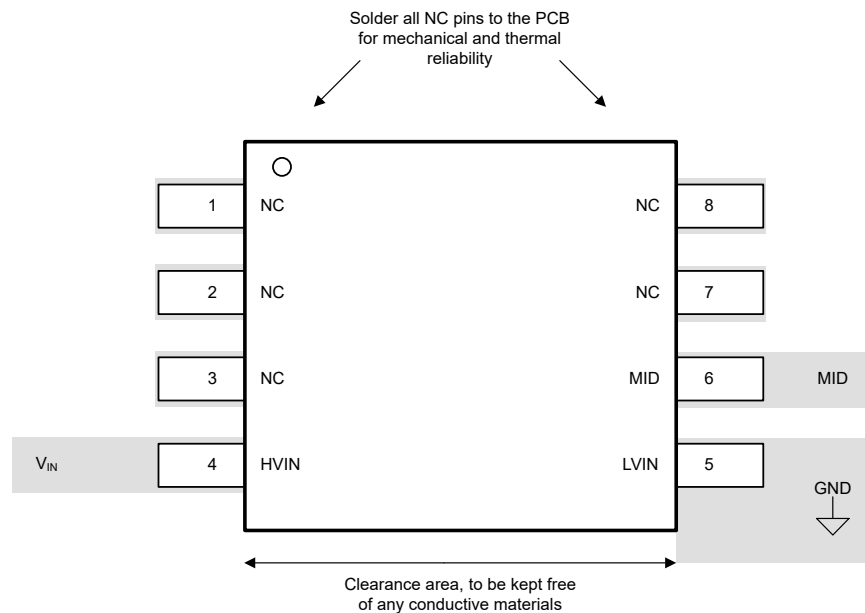 Solder all NC pins to the PCB
for mechanical and thermal
reliability
1 NC NC 8
2 NC NC 7
3 NC MID 6 MID
VIN 4 HVIN LVIN 5
GND
Clearance area, to be kept free
of any conductive materials